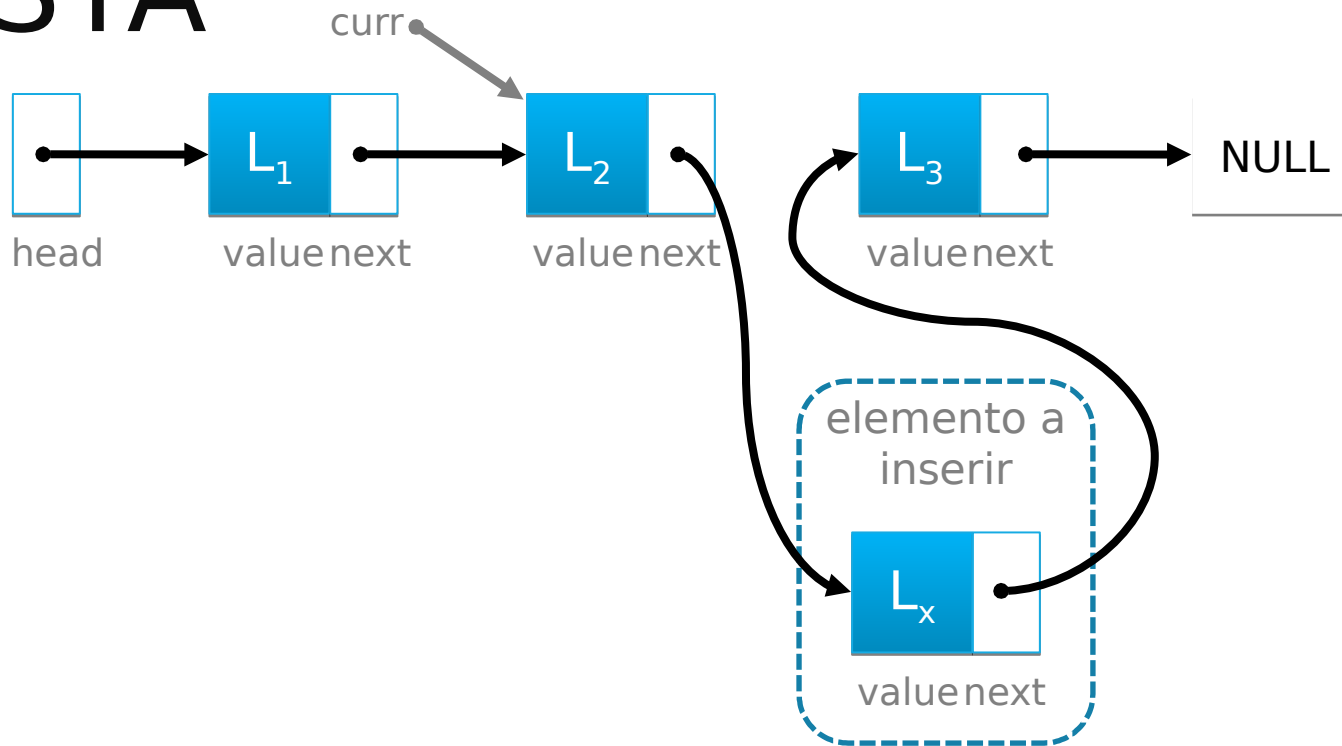 curr
L1
L2
L3
NULL
head
value next
value next
value next
elemento a
inserir
Lx
value next